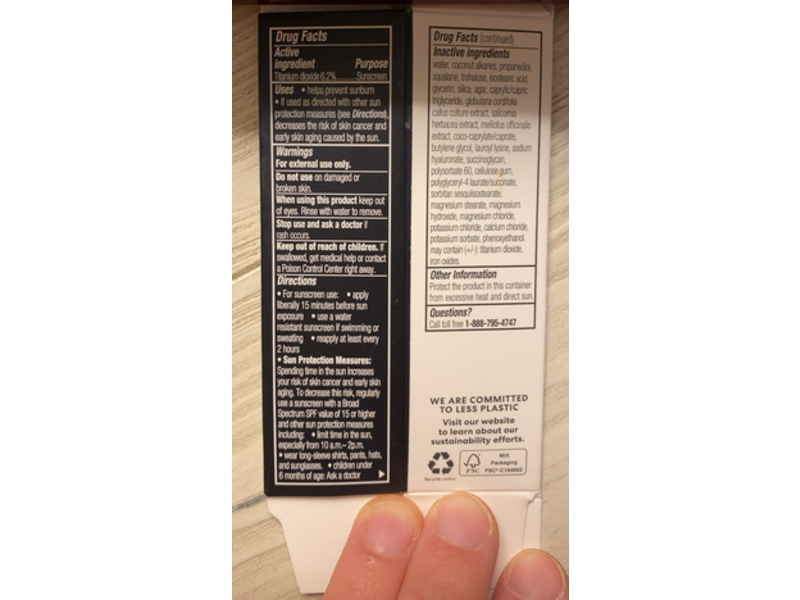 Drug Facts
Active
ingredient Purpose
Titanium dioxide 6.2%............Sunscreen
Uses • helps prevent sunburn
• If used as directed with other sun
protection measures (see Directions),
decreases the risk of skin cancer and
early skin aging caused by the sun.
Warnings
For external use only.
Do not use on damaged or
broken skin.
When using this product keep out
of eyes. Rinse with water to remove.
Stop use and ask a doctor if
rash occurs.
Keep out of reach of children. If
swallowed, get medical help or contact
a Poison Control Center right away.
Directions
• For sunscreen use: • apply
liberally 15 minutes before sun
exposure • use a water
resistant sunscreen if swimming or
sweating • reapply at least every
2 hours
• Sun Protection Measures:
Spending time in the sun increases
your risk of skin cancer and early skin
aging. To decrease this risk, regularly
use a sunscreen with a Broad
Spectrum SPF value of 15 or higher
and other sun protection measures
including: • limit time in the sun,
especially from 10 a.m.– 2p.m.
• wear long-sleeve shirts, pants, hats,
and sunglasses. • children under
6 months of age: Ask a doctor
Drug Facts (continued)
Inactive ingredients
water, coconut alkanes, propanediol,
squalane, trehalose, isostearic acid,
glycerin, silica, agar, caprylic/capric
triglyceride, globularia cordifolia
callus culture extract, salicornia
herbacea extract, melilotus officinalis
extract, coco-caprylate/caprate,
butylene glycol, lauroyl lysine, sodium
hyaluronate, succinoglycan,
polysorbate 60, cellulose gum,
polyglyceryl-4 laurate/succinate,
sorbitan sesquiisostearate,
magnesium stearate, magnesium
hydroxide, magnesium chloride,
potassium chloride, calcium chloride,
potassium sorbate, phenoxyethanol.
may contain (+/-): titanium dioxide,
iron oxides.
Other Information
Protect the product in this container
from excessive heat and direct sun.
Questions?
Call toll free 1-888-795-4747
WE ARE COMMITTED
TO LESS PLASTIC
Visit our website
to learn about our
sustainability efforts.
Recycle carton
FSC
MIX
Packaging
FSC® C104052